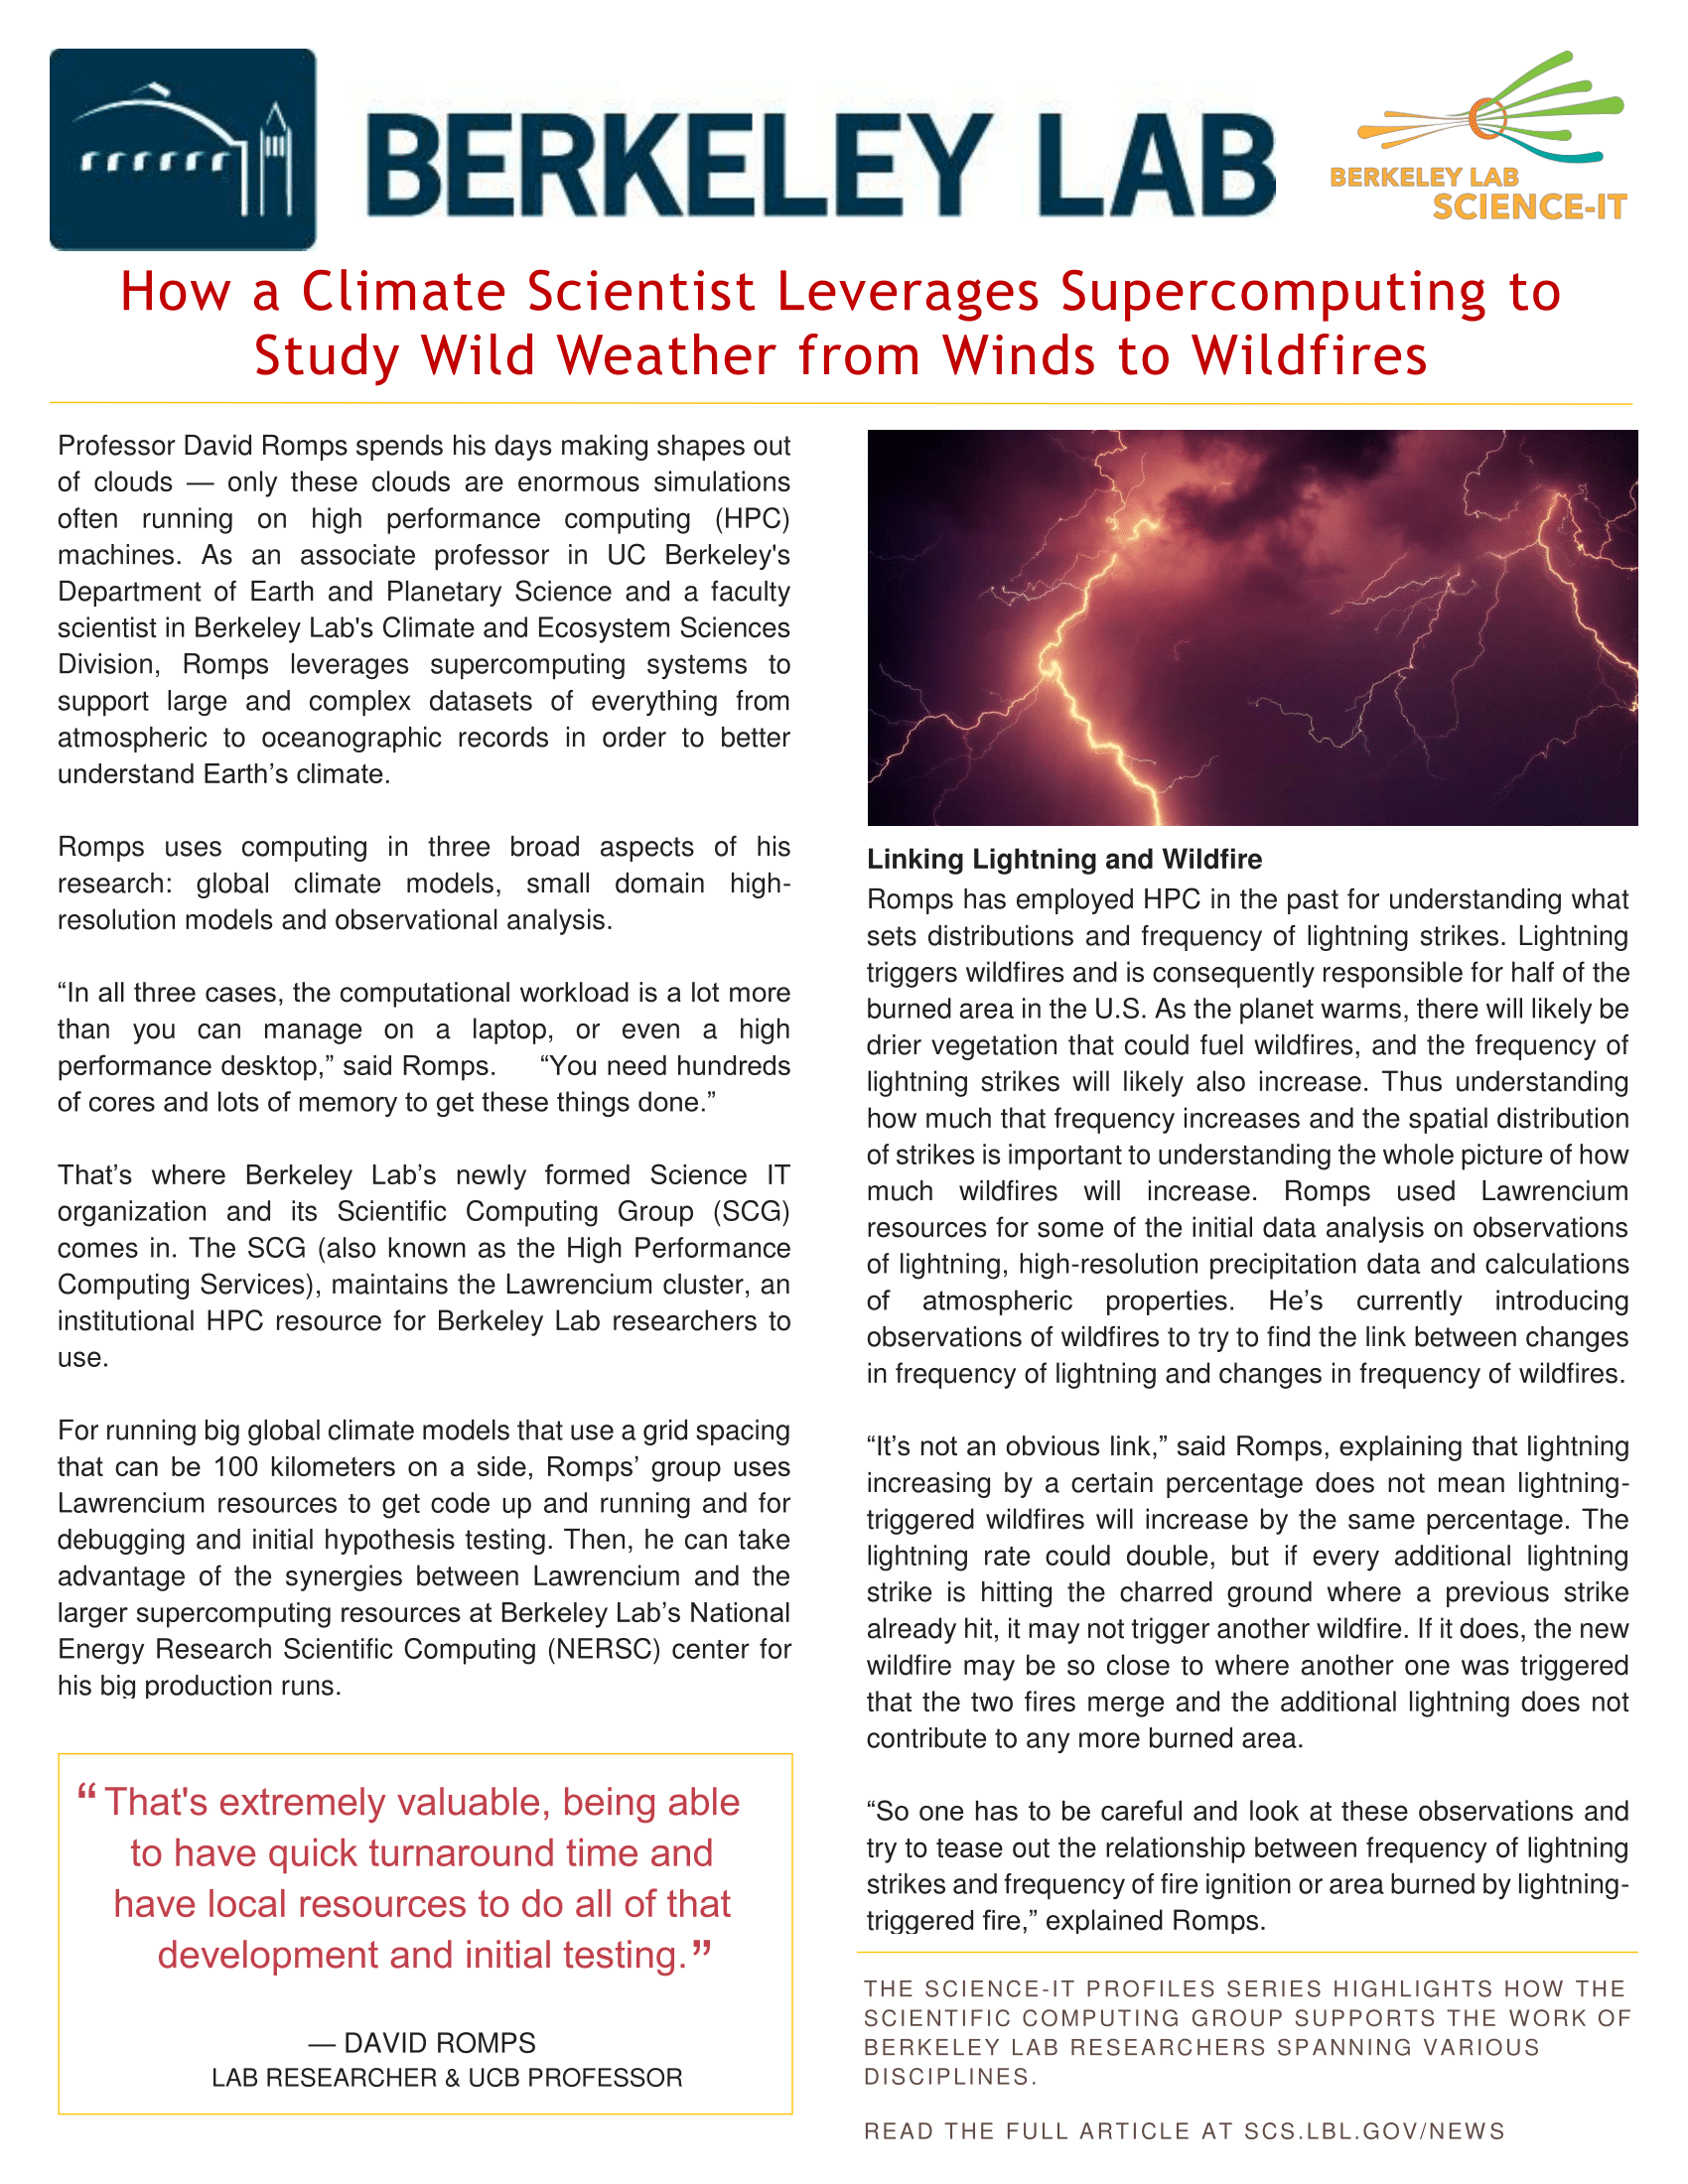 BERKELEY LAB
BERKELEY LAB
SCIENCE-IT
How a Climate Scientist Leverages Supercomputing to
Study Wild Weather from Winds to Wildfires
Professor David Romps spends his days making shapes out
of clouds — only these clouds are enormous simulations
often running on high performance computing (HPC)
machines. As an associate professor in UC Berkeley's
Department of Earth and Planetary Science and a faculty
scientist in Berkeley Lab's Climate and Ecosystem Sciences
Division, Romps leverages supercomputing systems to
support large and complex datasets of everything from
atmospheric to oceanographic records in order to better
understand Earth’s climate.
Romps uses computing in three broad aspects of his
research: global climate models, small domain high-
resolution models and observational analysis.
“In all three cases, the computational workload is a lot more
than you can manage on a laptop, or even a high
performance desktop,” said Romps. “You need hundreds
of cores and lots of memory to get these things done.”
That’s where Berkeley Lab’s newly formed Science IT
organization and its Scientific Computing Group (SCG)
comes in. The SCG (also known as the High Performance
Computing Services), maintains the Lawrencium cluster, an
institutional HPC resource for Berkeley Lab researchers to
use.
For running big global climate models that use a grid spacing
that can be 100 kilometers on a side, Romps’ group uses
Lawrencium resources to get code up and running and for
debugging and initial hypothesis testing. Then, he can take
advantage of the synergies between Lawrencium and the
larger supercomputing resources at Berkeley Lab’s National
Energy Research Scientific Computing (NERSC) center for
his big production runs.
“That's extremely valuable, being able
to have quick turnaround time and
have local resources to do all of that
development and initial testing.”
— DAVID ROMPS
LAB RESEARCHER & UCB PROFESSOR
Linking Lightning and Wildfire
Romps has employed HPC in the past for understanding what
sets distributions and frequency of lightning strikes. Lightning
triggers wildfires and is consequently responsible for half of the
burned area in the U.S. As the planet warms, there will likely be
drier vegetation that could fuel wildfires, and the frequency of
lightning strikes will likely also increase. Thus understanding
how much that frequency increases and the spatial distribution
of strikes is important to understanding the whole picture of how
much wildfires will increase. Romps used Lawrencium
resources for some of the initial data analysis on observations
of lightning, high-resolution precipitation data and calculations
of atmospheric properties. He’s currently introducing
observations of wildfires to try to find the link between changes
in frequency of lightning and changes in frequency of wildfires.
“It’s not an obvious link,” said Romps, explaining that lightning
increasing by a certain percentage does not mean lightning-
triggered wildfires will increase by the same percentage. The
lightning rate could double, but if every additional lightning
strike is hitting the charred ground where a previous strike
already hit, it may not trigger another wildfire. If it does, the new
wildfire may be so close to where another one was triggered
that the two fires merge and the additional lightning does not
contribute to any more burned area.
“So one has to be careful and look at these observations and
try to tease out the relationship between frequency of lightning
strikes and frequency of fire ignition or area burned by lightning-
triggered fire,” explained Romps.
THE SCIENCE-IT PROFILES SERIES HIGHLIGHTS HOW THE
SCIENTIFIC COMPUTING GROUP SUPPORTS THE WORK OF
BERKELEY LAB RESEARCHERS SPANNING VARIOUS
DISCIPLINES.
READ THE FULL ARTICLE AT SCS.LBL.GOV/NEWS